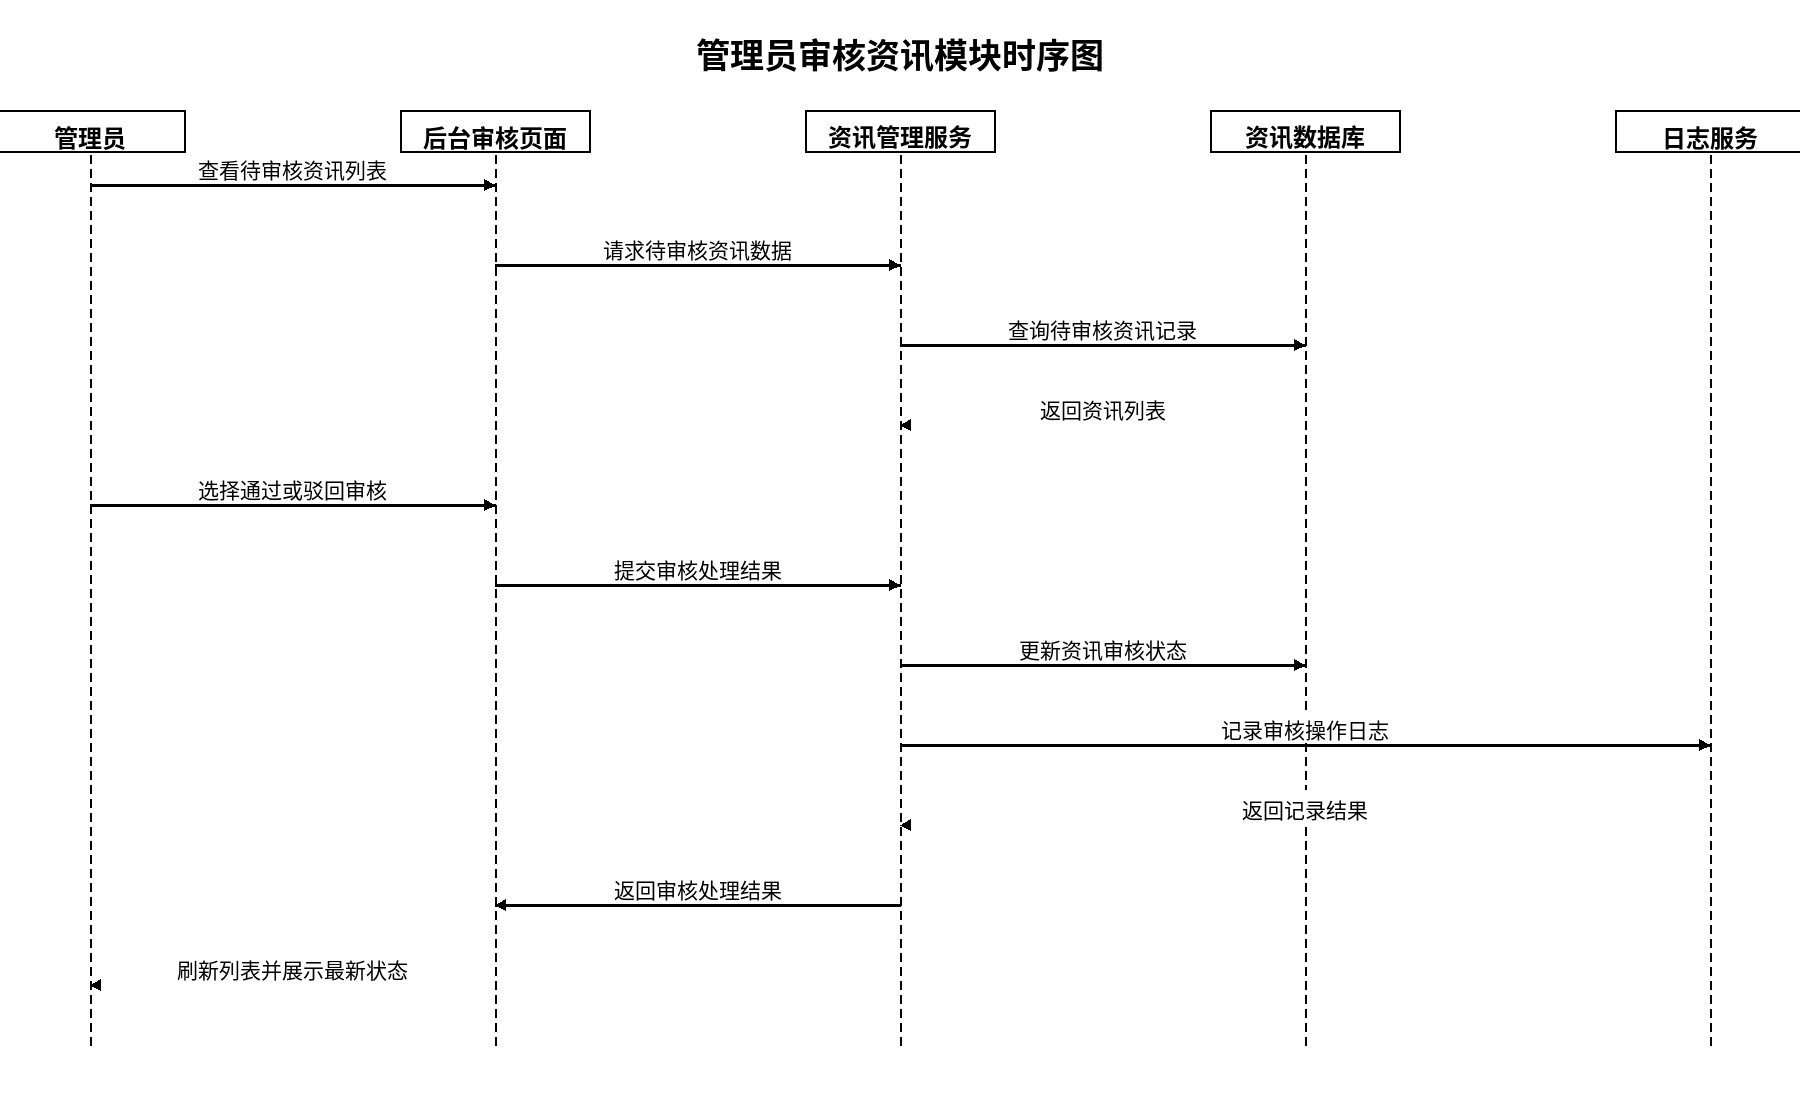 管理员审核资讯模块时序图
管理员
后台审核页面
资讯管理服务
资讯数据库
日志服务
查看待审核资讯列表
请求待审核资讯数据
查询待审核资讯记录
返回资讯列表
选择通过或驳回审核
提交审核处理结果
更新资讯审核状态
记录审核操作日志
返回记录结果
返回审核处理结果
刷新列表并展示最新状态